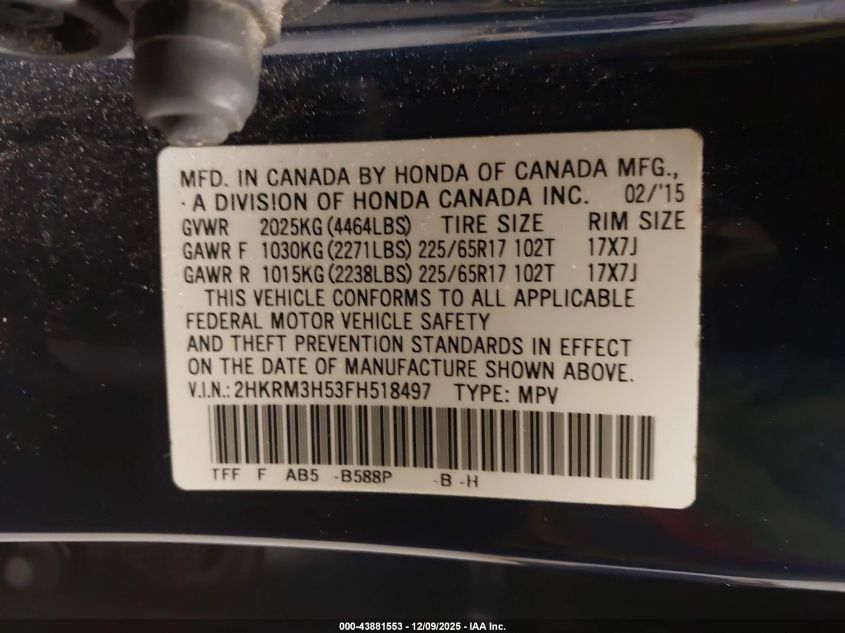 MFD. IN CANADA BY HONDA OF CANADA MFG.,
A DIVISION OF HONDA CANADA INC. 02/'15
GVWR 2025KG (4464LBS) TIRE SIZE RIM SIZE
GAWR F 1030KG (2271LBS) 225/65R17 102T 17X7J
GAWR R 1015KG (2238LBS) 225/65R17 102T 17X7J
THIS VEHICLE CONFORMS TO ALL APPLICABLE
FEDERAL MOTOR VEHICLE SAFETY
AND THEFT PREVENTION STANDARDS IN EFFECT
ON THE DATE OF MANUFACTURE SHOWN ABOVE.
V.I.N.: 2HKRM3H53FH518497 TYPE: MPV
TFF F AB5 -B588P -B -H
000-43881553 - 12/09/2025 - IAA Inc.